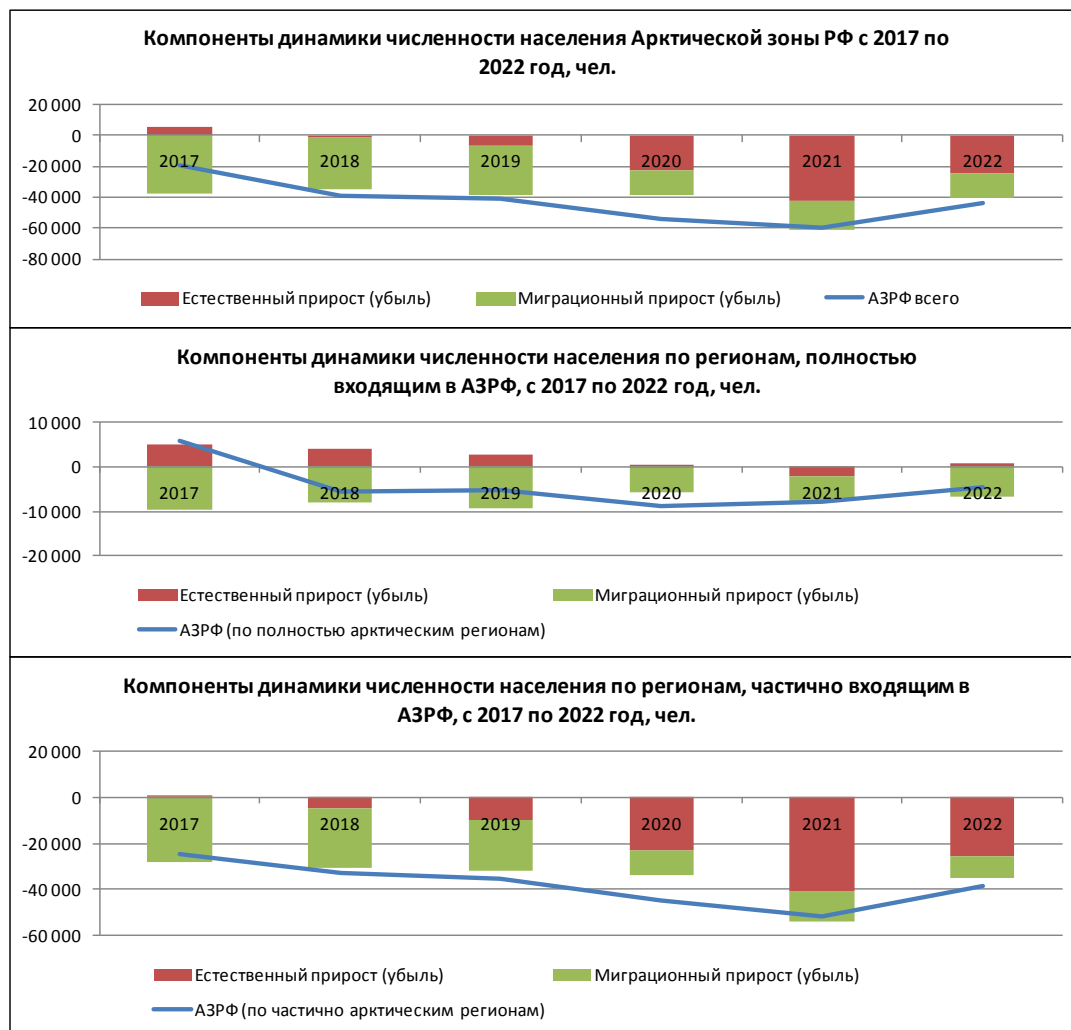 Компоненты динамики численности населения Арктической зоны РФ с 2017 по
2022 год, чел.
20 000
0
-20 000
-40 000
-60 000
-80 000
2017
2018
2019
2020
2021
2022
Естественный прирост (убыль)
Миграционный прирост (убыль)
АЗРФ всего
Компоненты динамики численности населения по регионам, полностью
входящим в АЗРФ, с 2017 по 2022 год, чел.
10 000
0
-10 000
-20 000
2017
2018
2019
2020
2021
2022
Естественный прирост (убыль)
Миграционный прирост (убыль)
АЗРФ (по полностью арктическим регионам)
Компоненты динамики численности населения по регионам, частично входящим в
АЗРФ, с 2017 по 2022 год, чел.
20 000
0
-20 000
-40 000
-60 000
2017
2018
2019
2020
2021
2022
Естественный прирост (убыль)
Миграционный прирост (убыль)
АЗРФ (по частично арктическим регионам)